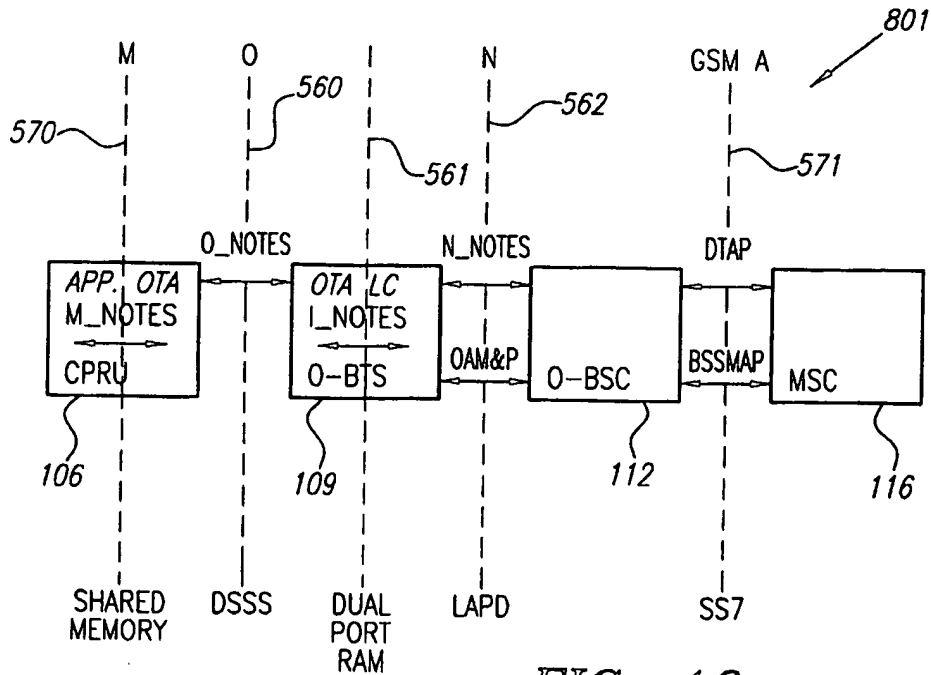 801
M O I N GSM A
570 560 561 562 571
O_NOTES N_NOTES DTAP
APP. OTA OTA LC
M_NOTES I_NOTES
OAM&P BSSMAP
CPRU O-BTS O-BSC MSC
106 109 112 116
SHARED MEMORY DSSS DUAL PORT RAM LAPD SS7